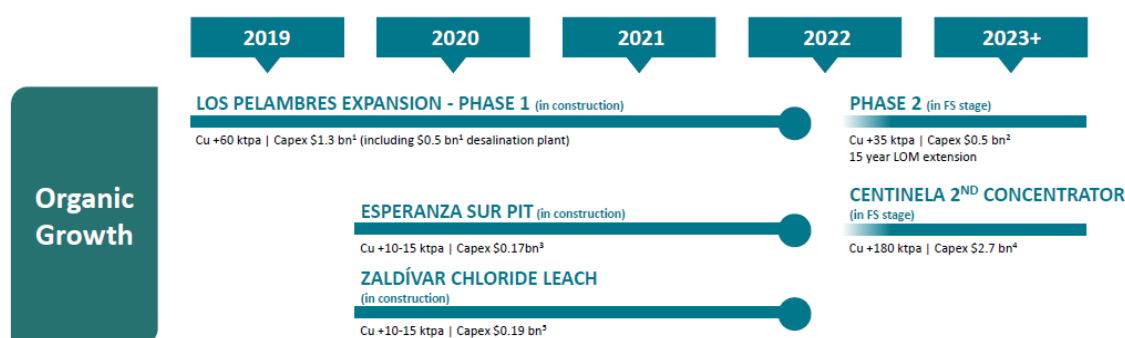 2019
2020
2021
2022
2023+
Organic
Growth
LOS PELAMBRES EXPANSION - PHASE 1 (in construction)
Cu +60 ktpa | Capex $1.3 bn¹ (including $0.5 bn¹ desalination plant)
PHASE 2 (in FS stage)
Cu +35 ktpa | Capex $0.5 bn²
15 year LOM extension
ESPERANZA SUR PIT (in construction)
Cu +10-15 ktpa | Capex $0.17bn³
CENTINELA 2ND CONCENTRATOR
(in FS stage)
Cu +180 ktpa | Capex $2.7 bn⁴
ZALDÍVAR CHLORIDE LEACH
(in construction)
Cu +10-15 ktpa | Capex $0.19 bn⁵